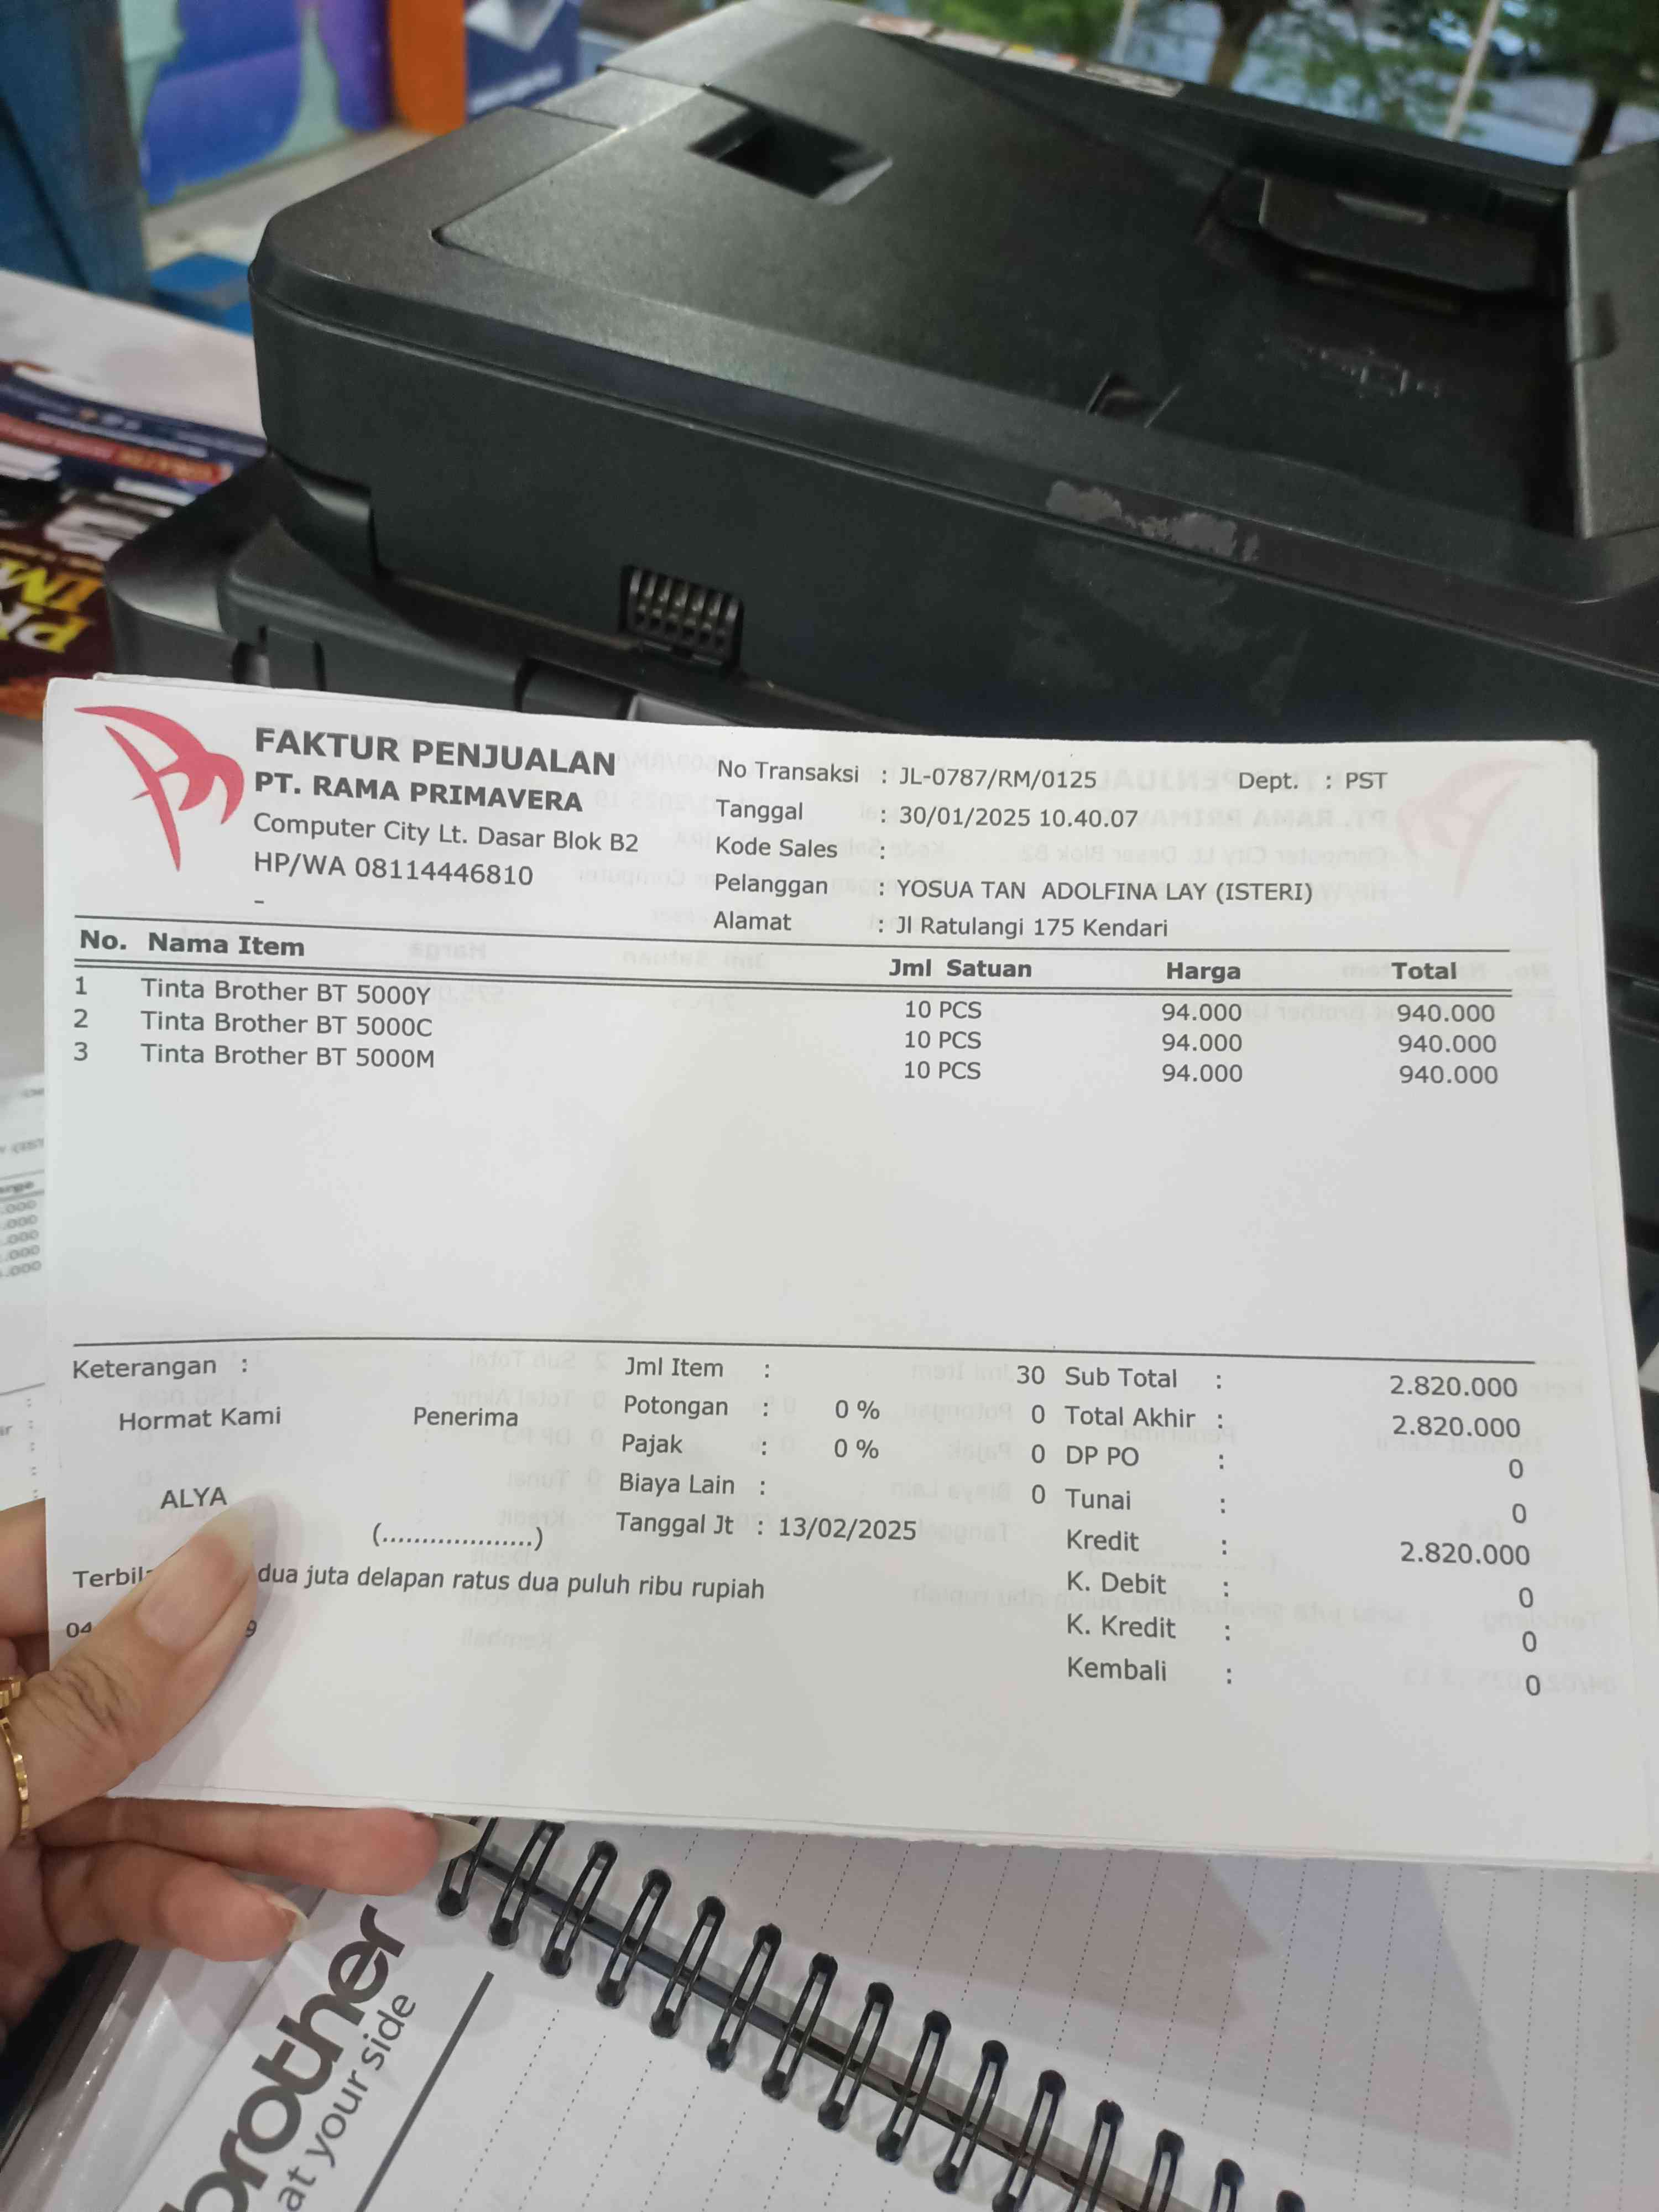 FAKTUR PENJUALAN
PT. RAMA PRIMAVERA
Computer City Lt. Dasar Blok B2
HP/WA 08114446810
-
No Transaksi : JL-0787/RM/0125 Dept. : PST
Tanggal : 30/01/2025 10.40.07
Kode Sales :
Pelanggan : YOSUA TAN ADOLFINA LAY (ISTERI)
Alamat : Jl Ratulangi 175 Kendari
No. Nama Item Jml Satuan Harga Total
1 Tinta Brother BT 5000Y 10 PCS 94.000 940.000
2 Tinta Brother BT 5000C 10 PCS 94.000 940.000
3 Tinta Brother BT 5000M 10 PCS 94.000 940.000
Keterangan :
Hormat Kami Penerima
ALYA
(...................)
Jml Item : 30
Potongan : 0 % 0
Pajak : 0 % 0
Biaya Lain : 0
Tanggal Jt : 13/02/2025
Sub Total : 2.820.000
Total Akhir : 2.820.000
DP PO : 0
Tunai : 0
Kredit : 2.820.000
K. Debit : 0
K. Kredit : 0
Kembali : 0
Terbil dua juta delapan ratus dua puluh ribu rupiah
04 9
brother
at your side